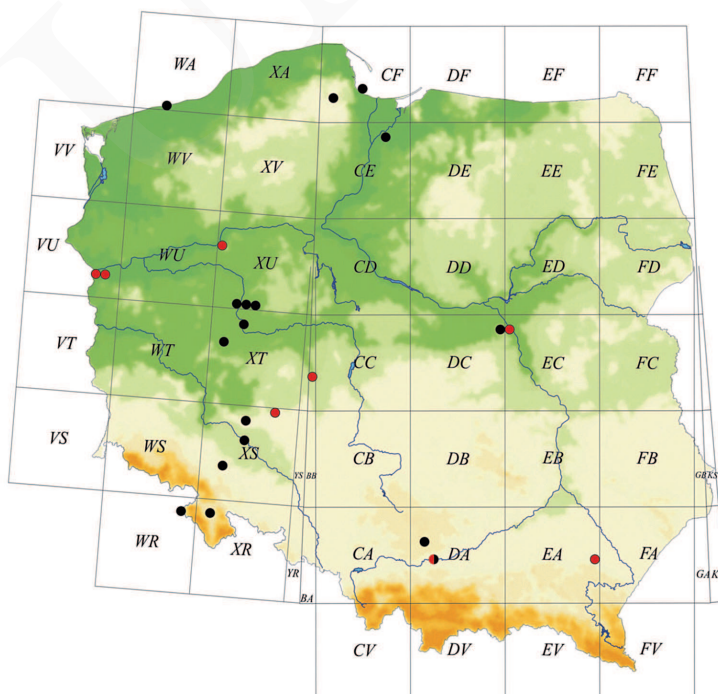 WA XA CF DF EF FF
VV WV XV CE DE EE FE
VU WU XU CD DD ED FD
VT WT XT CC DC EC FC
VS WS XS YS BB CB DB EB FB GB KS
WR XR YR BA CA DA EA FA GA
CV DV EV FV